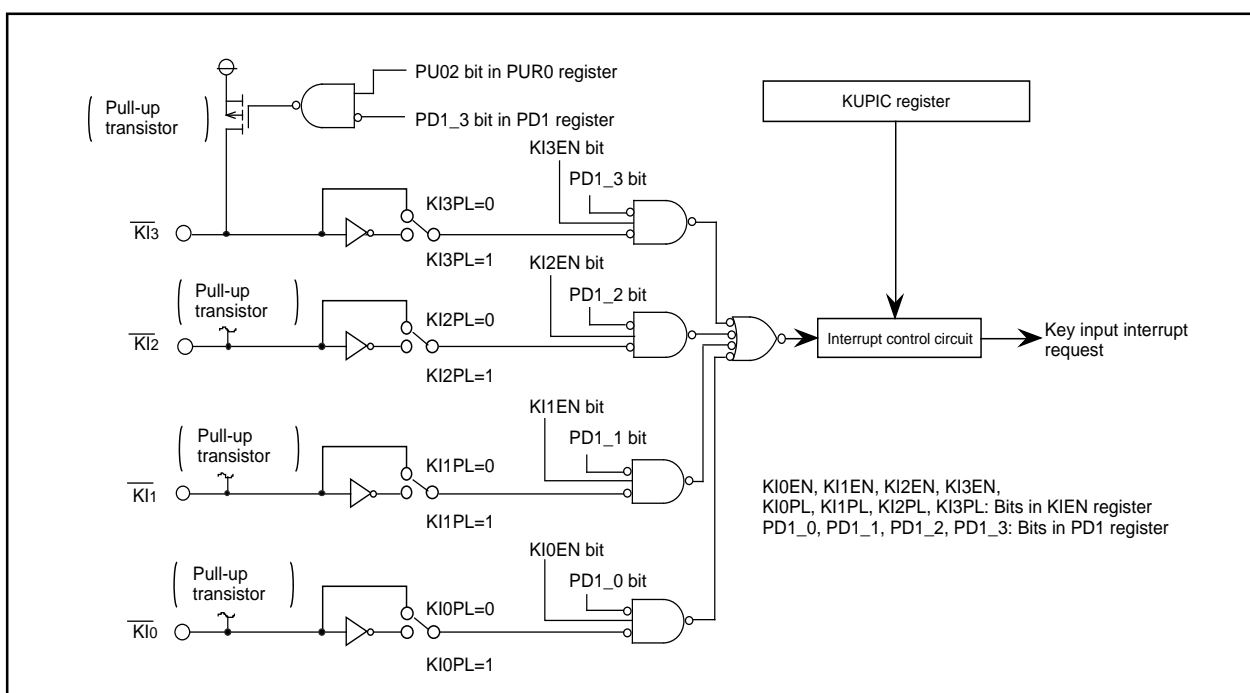 PU02 bit in PUR0 register
KUPIC register
Pull-up
transistor
PD1_3 bit in PD1 register
KI3EN bit
PD1_3 bit
KI3PL=0
KI3
KI3PL=1
KI2EN bit
Pull-up
transistor
PD1_2 bit
KI2PL=0
KI2
Interrupt control circuit
Key input interrupt
request
KI2PL=1
KI1EN bit
Pull-up
transistor
PD1_1 bit
KI1PL=0
KI1
KI1PL=1
KI0EN, KI1EN, KI2EN, KI3EN,
KI0PL, KI1PL, KI2PL, KI3PL: Bits in KIEN register
PD1_0, PD1_1, PD1_2, PD1_3: Bits in PD1 register
KI0EN bit
Pull-up
transistor
PD1_0 bit
KI0PL=0
KI0
KI0PL=1